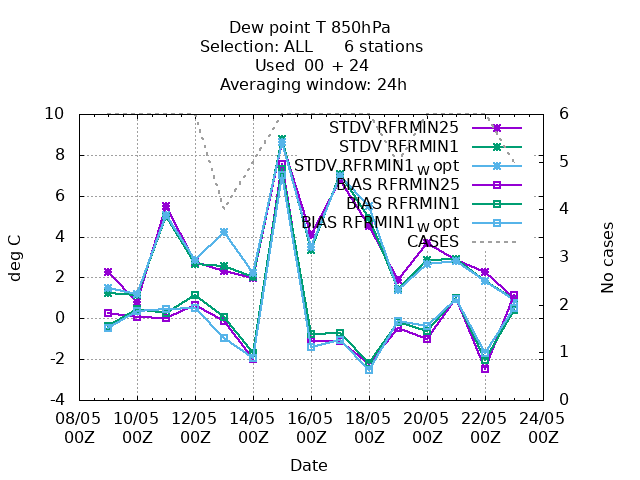 Dew point T 850hPa
Selection: ALL 6 stations
Used 00 + 24
Averaging window: 24h
10
8
6
4
2
0
-2
-4
deg C
6
5
4
3
2
1
0
No cases
STDV RFRMIN25
STDV RFRMIN1
STDV RFRMIN1w opt
BIAS RFRMIN25
BIAS RFRMIN1
BIAS RFRMIN1w opt
CASES
08/05 10/05 12/05 14/05 16/05 18/05 20/05 22/05 24/05
00Z 00Z 00Z 00Z 00Z 00Z 00Z 00Z 00Z
Date